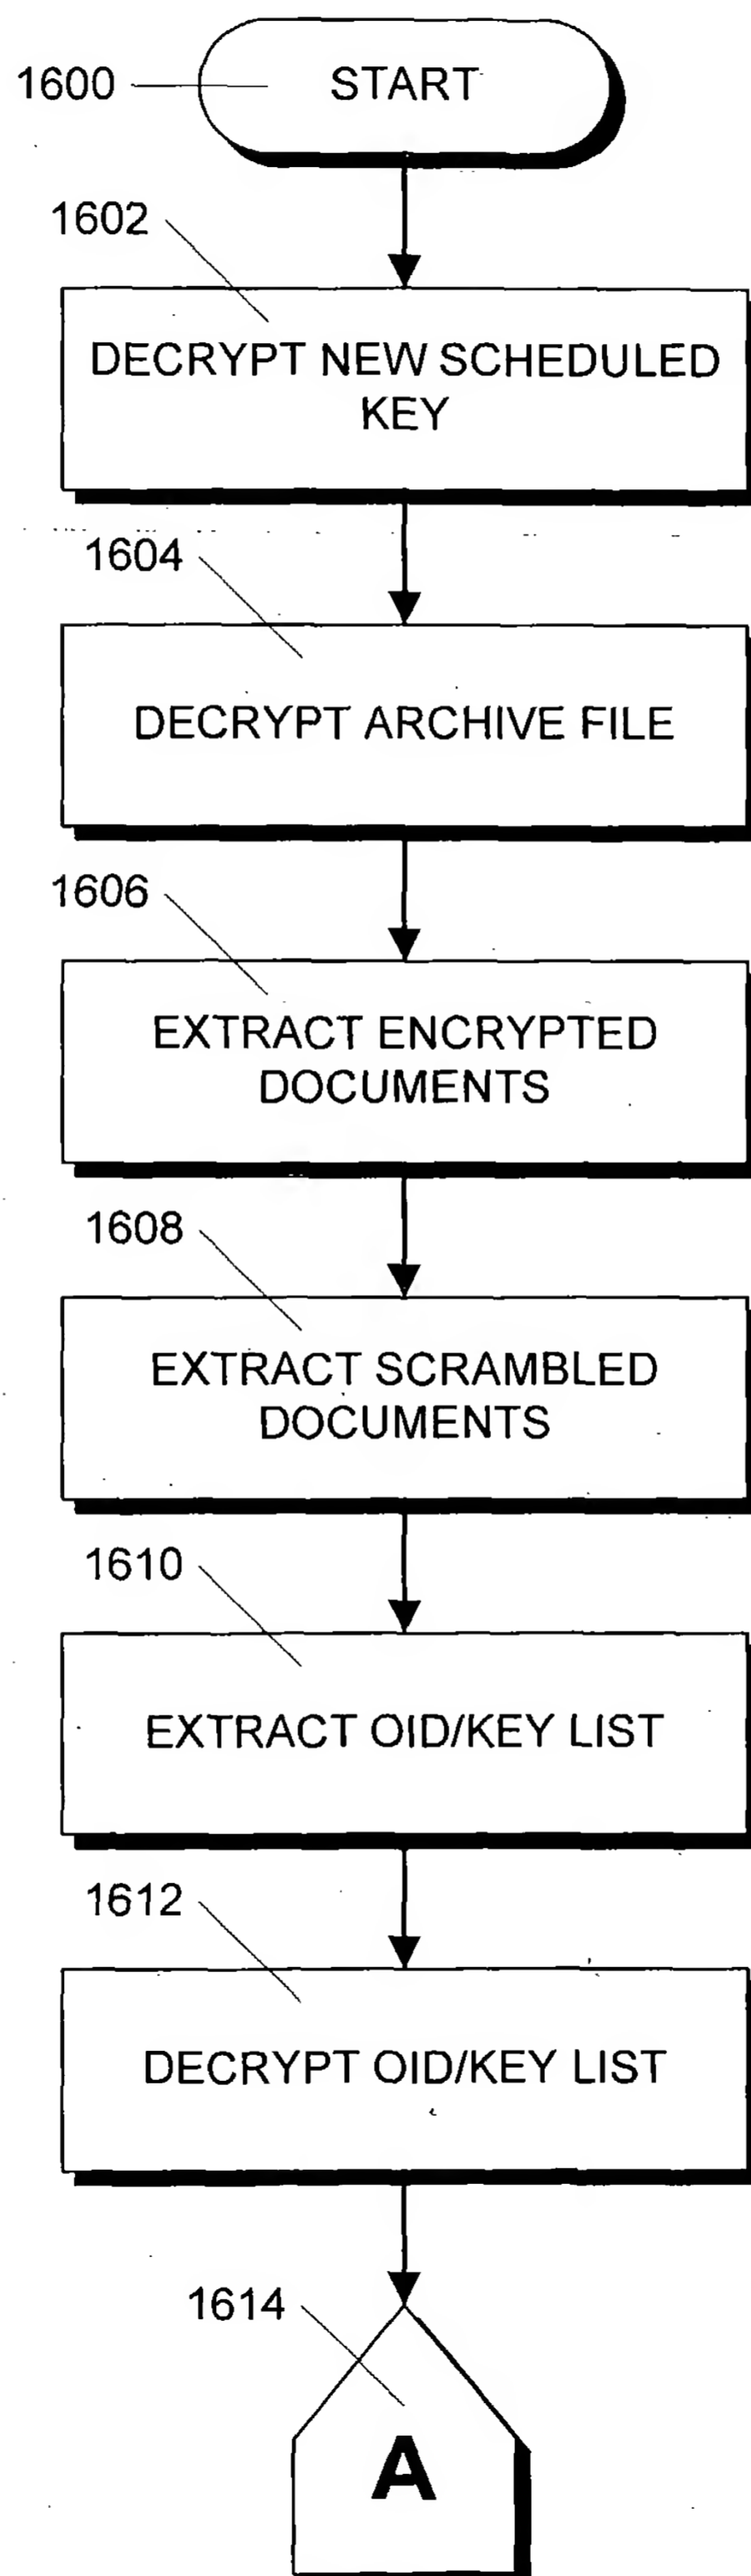 1600
START
1602
DECRYPT NEW SCHEDULED
KEY
1604
DECRYPT ARCHIVE FILE
1606
EXTRACT ENCRYPTED
DOCUMENTS
1608
EXTRACT SCRAMBLED
DOCUMENTS
1610
EXTRACT OID/KEY LIST
1612
DECRYPT OID/KEY LIST
1614
A